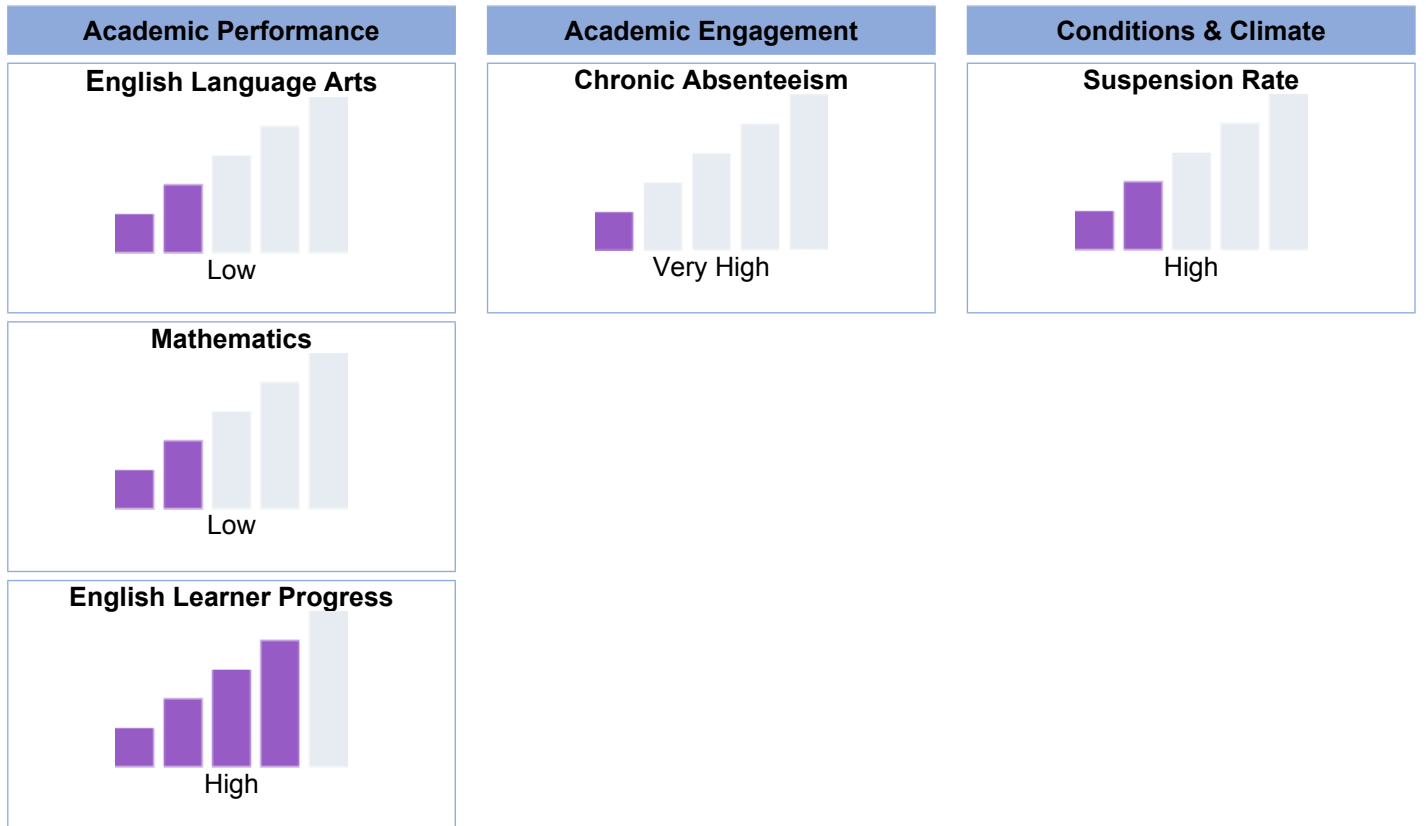 Academic Performance
English Language Arts
Low
Mathematics
Low
English Learner Progress
High
Academic Engagement
Chronic Absenteeism
Very High
Conditions & Climate
Suspension Rate
High